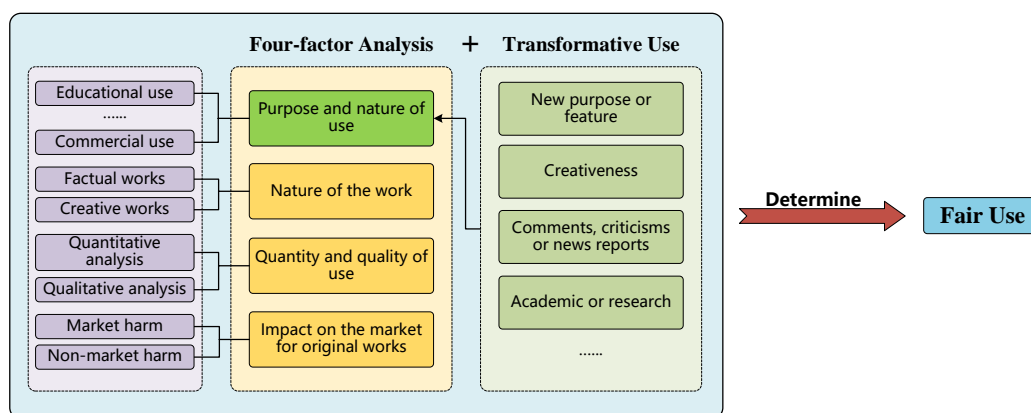 Four-factor Analysis + Transformative Use
Educational use
......
Commercial use
Factual works
Creative works
Quantitative
analysis
Qualitative analysis
Market harm
Non-market harm
Purpose and nature of
use
Nature of the work
Quantity and quality of
use
Impact on the market
for original works
New purpose or
feature
Creativeness
Comments, criticisms
or news reports
Academic or research
......
Determine
Fair Use